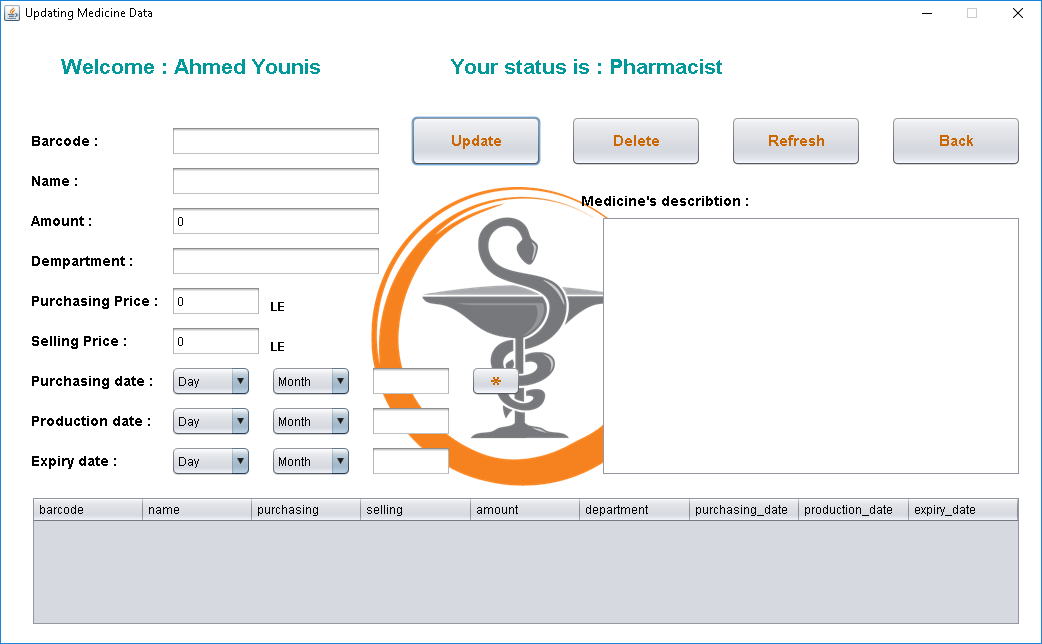 Updating Medicine Data
Welcome : Ahmed Younis
Your status is : Pharmacist
Barcode :
Update
Delete
Refresh
Back
Name :
Medicine's describtion :
Amount :
0
Dempartment :
Purchasing Price :
0
LE
Selling Price :
0
LE
Purchasing date :
Day
Month
*
Production date :
Day
Month
Expiry date :
Day
Month
barcode name purchasing selling amount department purchasing_date production_date expiry_date